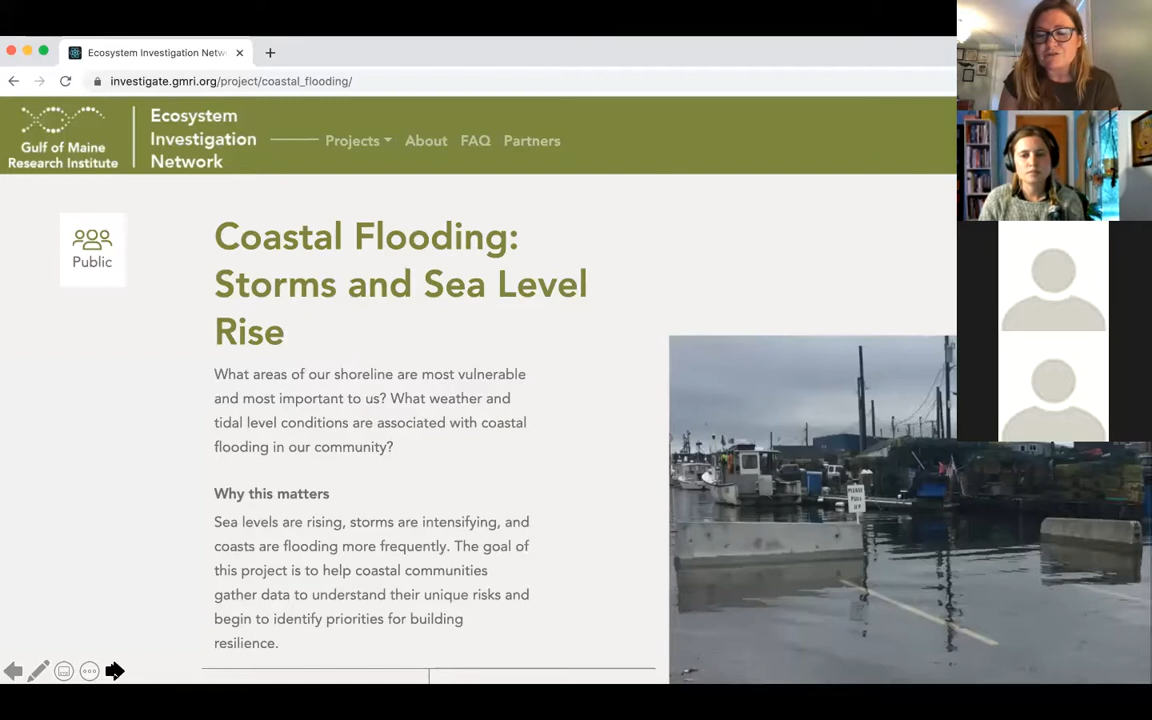 Ecosystem Investigation Netw
investigate.gmri.org/project/coastal_flooding/
Gulf of Maine
Research Institute
Ecosystem
Investigation
Network
Projects
About
FAQ
Partners
Public
Coastal Flooding:
Storms and Sea Level
Rise
What areas of our shoreline are most vulnerable
and most important to us? What weather and
tidal level conditions are associated with coastal
flooding in our community?
Why this matters
Sea levels are rising, storms are intensifying, and
coasts are flooding more frequently. The goal of
this project is to help coastal communities
gather data to understand their unique risks and
begin to identify priorities for building
resilience.
PLEASE
PULL
UP